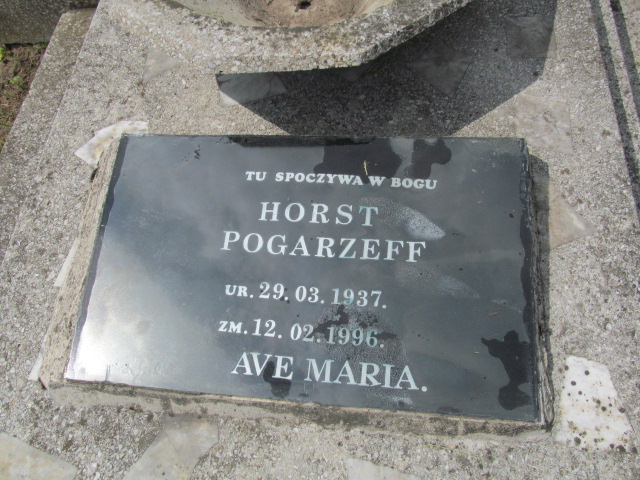 TU SPOCZYWA W BOGU
HORST
POGARZEFF
UR. 29. 03. 1937.
ZM. 12. 02. 1996.
AVE MARIA.